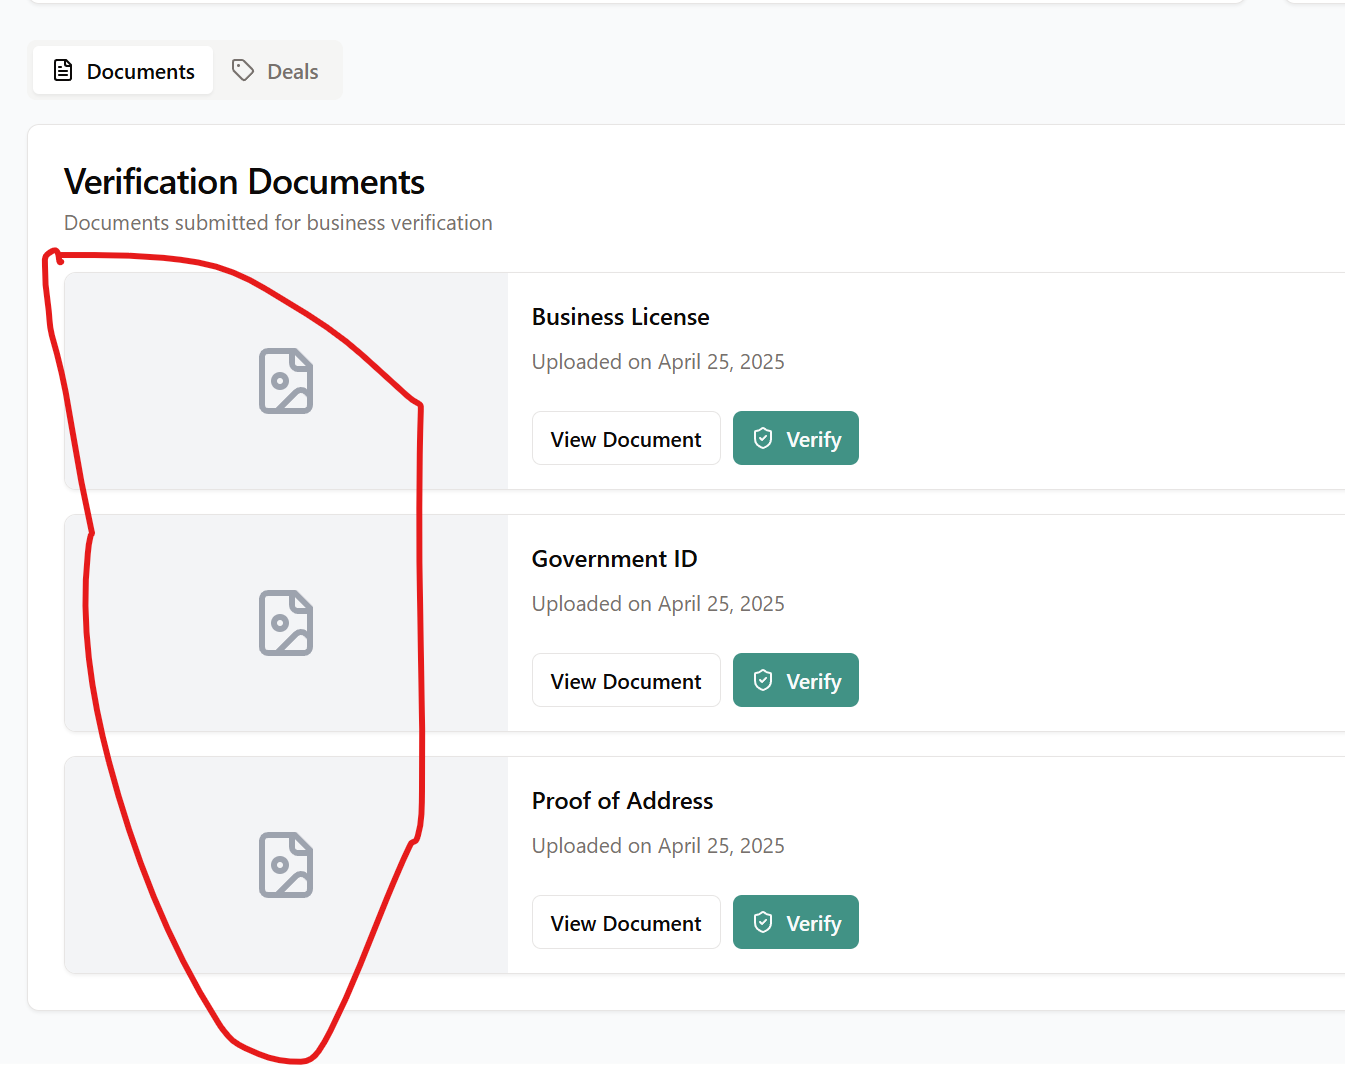 Documents
Deals
Verification Documents
Documents submitted for business verification
Business License
Uploaded on April 25, 2025
View Document
Verify
Government ID
Uploaded on April 25, 2025
View Document
Verify
Proof of Address
Uploaded on April 25, 2025
View Document
Verify